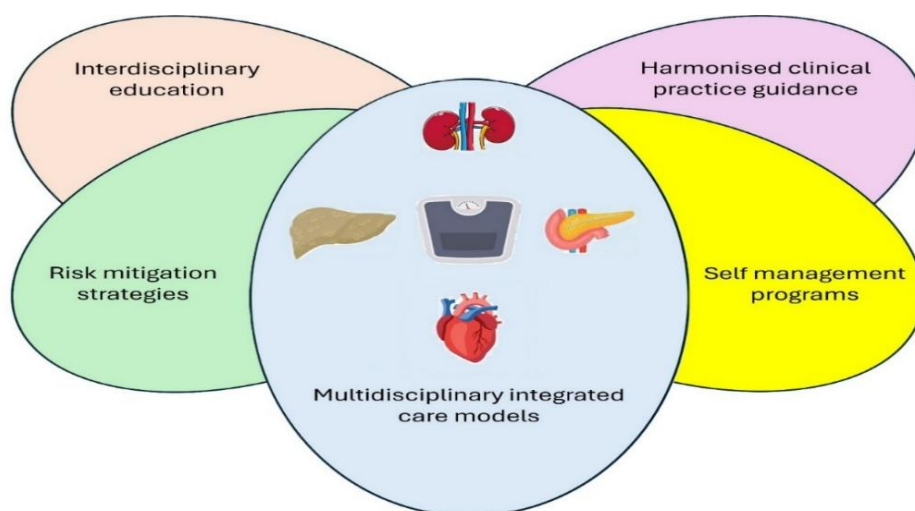 Interdisciplinary
education
Harmonised clinical
practice guidance
Risk mitigation
strategies
Self management
programs
Multidisciplinary integrated
care models